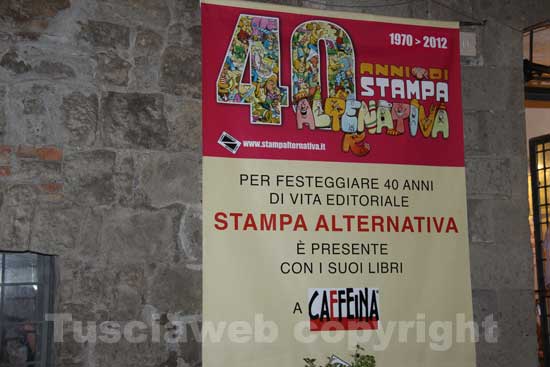 1970 > 2012
40 ANNI DI
STAMPA
ALTERNATIVA
www.stampalternativa.it
PER FESTEGGIARE 40 ANNI
DI VITA EDITORIALE
STAMPA ALTERNATIVA
È PRESENTE
CON I SUOI LIBRI
A CAFFEINA
Tusciaweb copyright